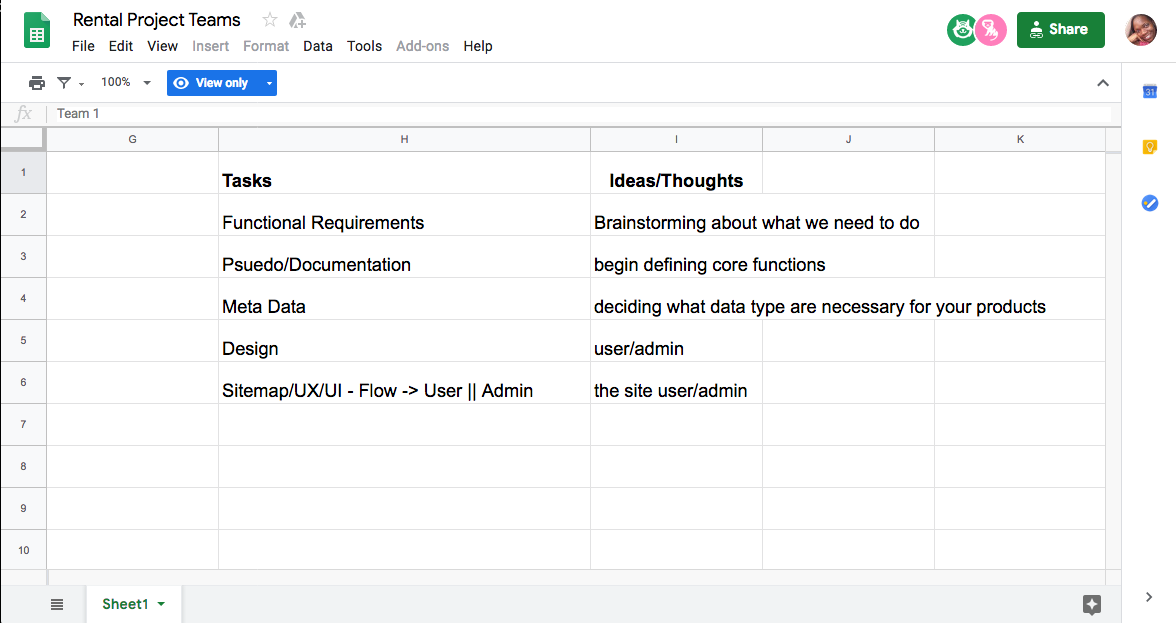 Rental Project Teams
File Edit View Insert Format Data Tools Add-ons Help
Share
100% View only
31
fx Team 1
G H I J K
1 Tasks Ideas/Thoughts
2 Functional Requirements Brainstorming about what we need to do
3 Psuedo/Documentation begin defining core functions
4 Meta Data deciding what data type are necessary for your products
5 Design user/admin
6 Sitemap/UX/UI - Flow -> User || Admin the site user/admin
7
8
9
10
Sheet1